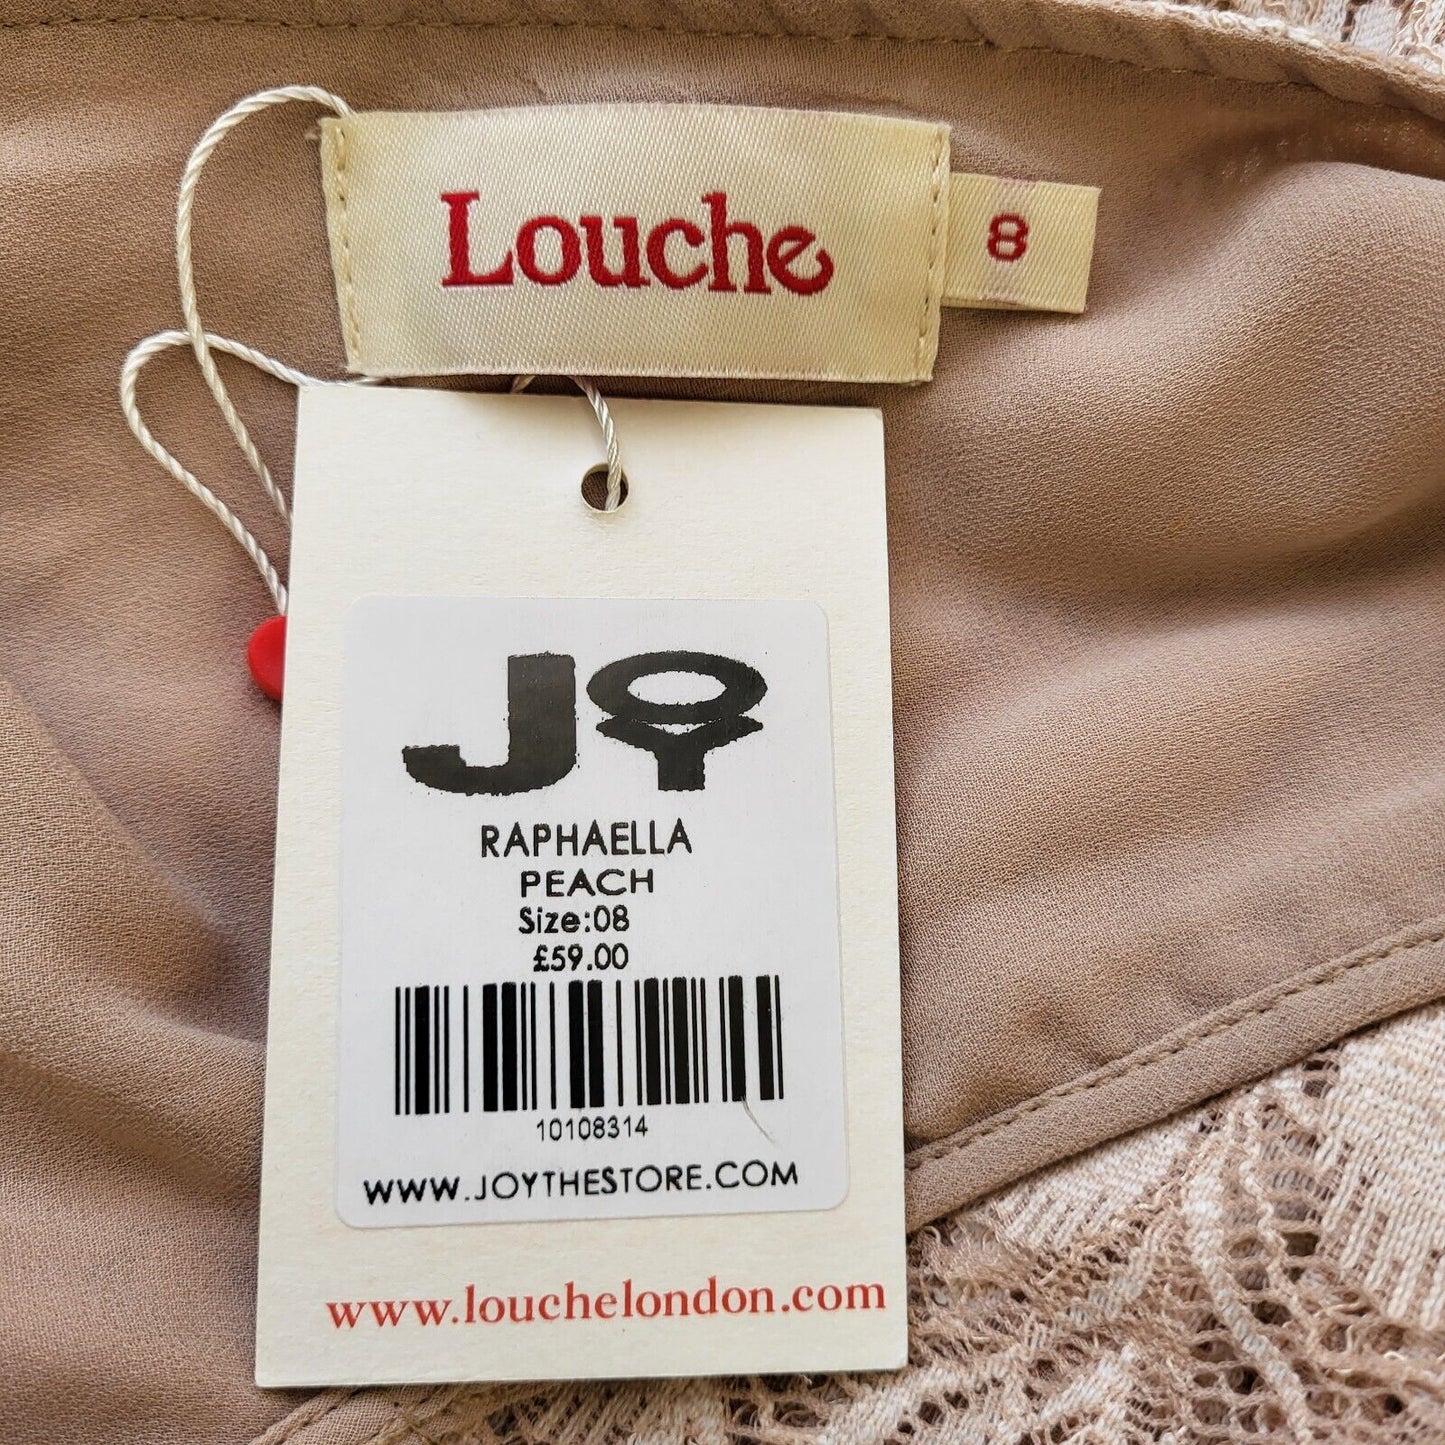 Louche
8
JOY
RAPHAELLA
PEACH
Size:08
£59.00
10108314
WWW.JOYTHESTORE.COM
www.louchelondon.com